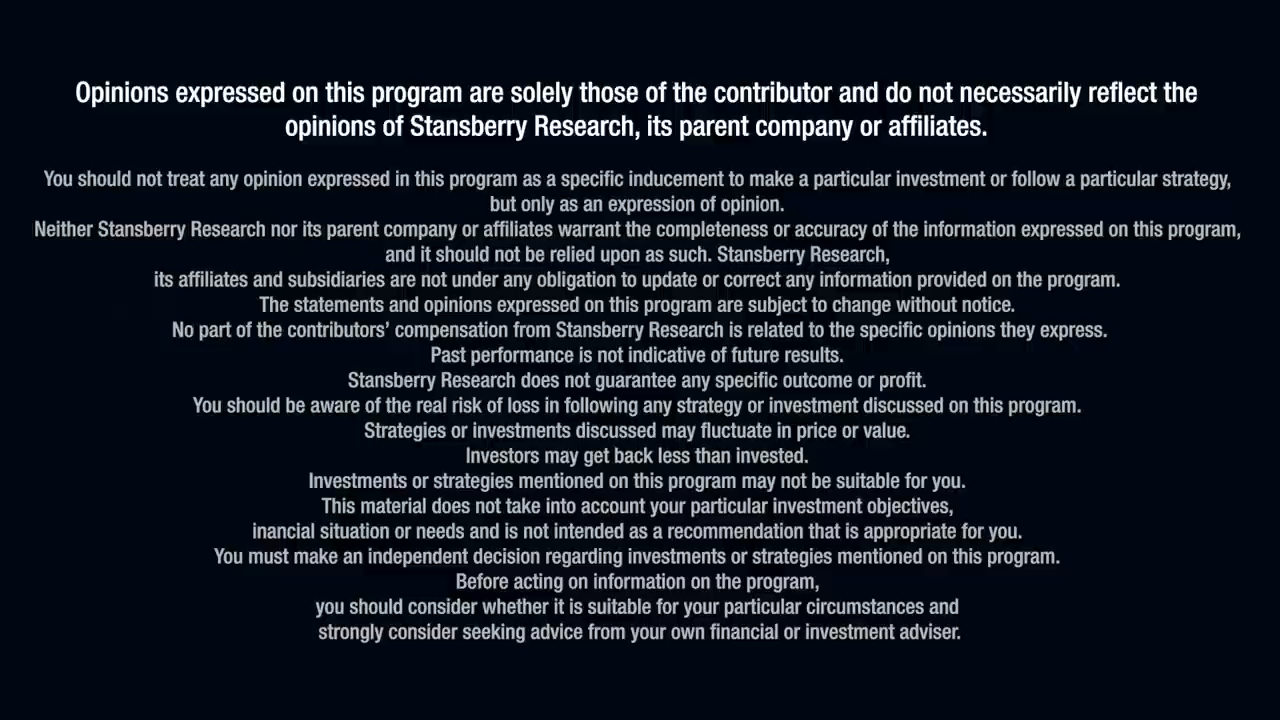 Opinions expressed on this program are solely those of the contributor and do not necessarily reflect the
opinions of Stansberry Research, its parent company or affiliates.
You should not treat any opinion expressed in this program as a specific inducement to make a particular investment or follow a particular strategy,
but only as an expression of opinion.
Neither Stansberry Research nor its parent company or affiliates warrant the completeness or accuracy of the information expressed on this program,
and it should not be relied upon as such. Stansberry Research,
its affiliates and subsidiaries are not under any obligation to update or correct any information provided on the program.
The statements and opinions expressed on this program are subject to change without notice.
No part of the contributors’ compensation from Stansberry Research is related to the specific opinions they express.
Past performance is not indicative of future results.
Stansberry Research does not guarantee any specific outcome or profit.
You should be aware of the real risk of loss in following any strategy or investment discussed on this program.
Strategies or investments discussed may fluctuate in price or value.
Investors may get back less than invested.
Investments or strategies mentioned on this program may not be suitable for you.
This material does not take into account your particular investment objectives,
inancial situation or needs and is not intended as a recommendation that is appropriate for you.
You must make an independent decision regarding investments or strategies mentioned on this program.
Before acting on information on the program,
you should consider whether it is suitable for your particular circumstances and
strongly consider seeking advice from your own financial or investment adviser.